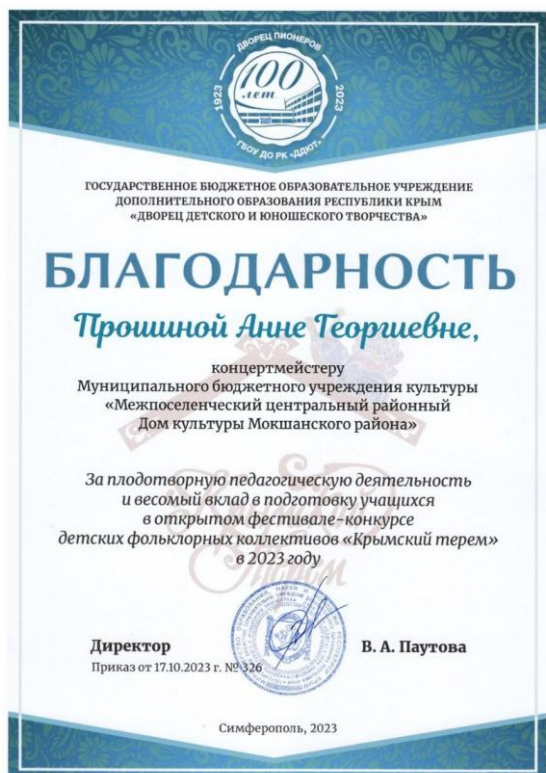 ДВОРЕЦ ПИОНЕРОВ
1923
100
лет
2023
ГБОУ ДО РК «ДДЮТ»
ГОСУДАРСТВЕННОЕ БЮДЖЕТНОЕ ОБРАЗОВАТЕЛЬНОЕ УЧРЕЖДЕНИЕ
ДОПОЛНИТЕЛЬНОГО ОБРАЗОВАНИЯ РЕСПУБЛИКИ КРЫМ
«ДВОРЕЦ ДЕТСКОГО И ЮНОШЕСКОГО ТВОРЧЕСТВА»
БЛАГОДАРНОСТЬ
Прошиной Анне Георгиевне,
концертмейстеру
Муниципального бюджетного учреждения культуры
«Межпоселенческий центральный районный
Дом культуры Мокшанского района»
За плодотворную педагогическую деятельность
и весомый вклад в подготовку учащихся
в открытом фестивале-конкурсе
детских фольклорных коллективов «Крымский терем»
в 2023 году
Крымский
Терем
Директор
В. А. Паутова
Приказ от 17.10.2023 г. № 326
Симферополь, 2023